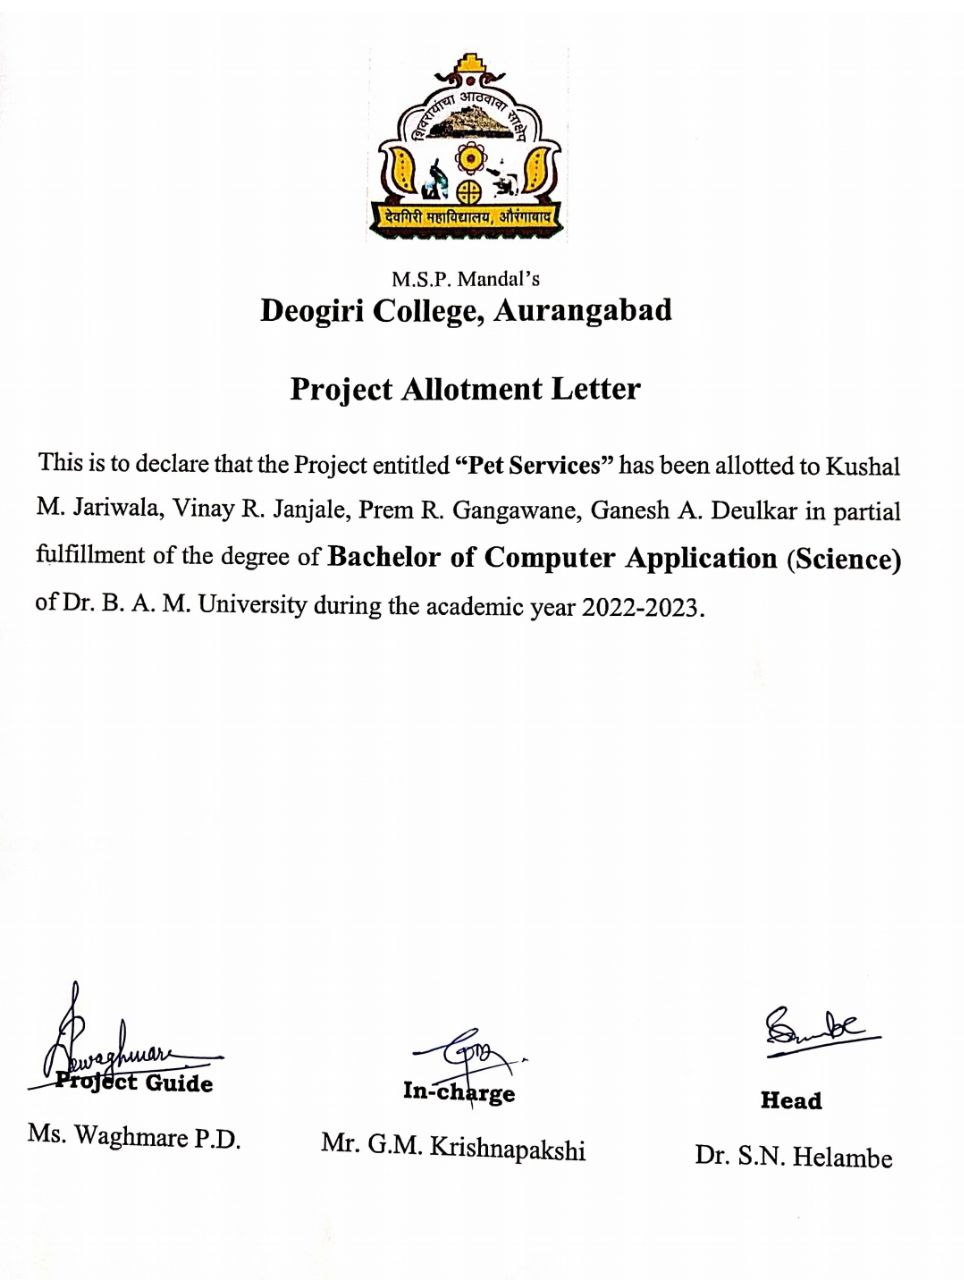 शिवरायांचा आठवावा साक्षेप
देवगिरी महाविद्यालय, औरंगाबाद
M.S.P. Mandal's
Deogiri College, Aurangabad
Project Allotment Letter
This is to declare that the Project entitled “Pet Services” has been allotted to Kushal
M. Jariwala, Vinay R. Janjale, Prem R. Gangawane, Ganesh A. Deulkar in partial
fulfillment of the degree of Bachelor of Computer Application (Science)
of Dr. B. A. M. University during the academic year 2022-2023.
Project Guide
In-charge
Head
Ms. Waghmare P.D.
Mr. G.M. Krishnapakshi
Dr. S.N. Helambe